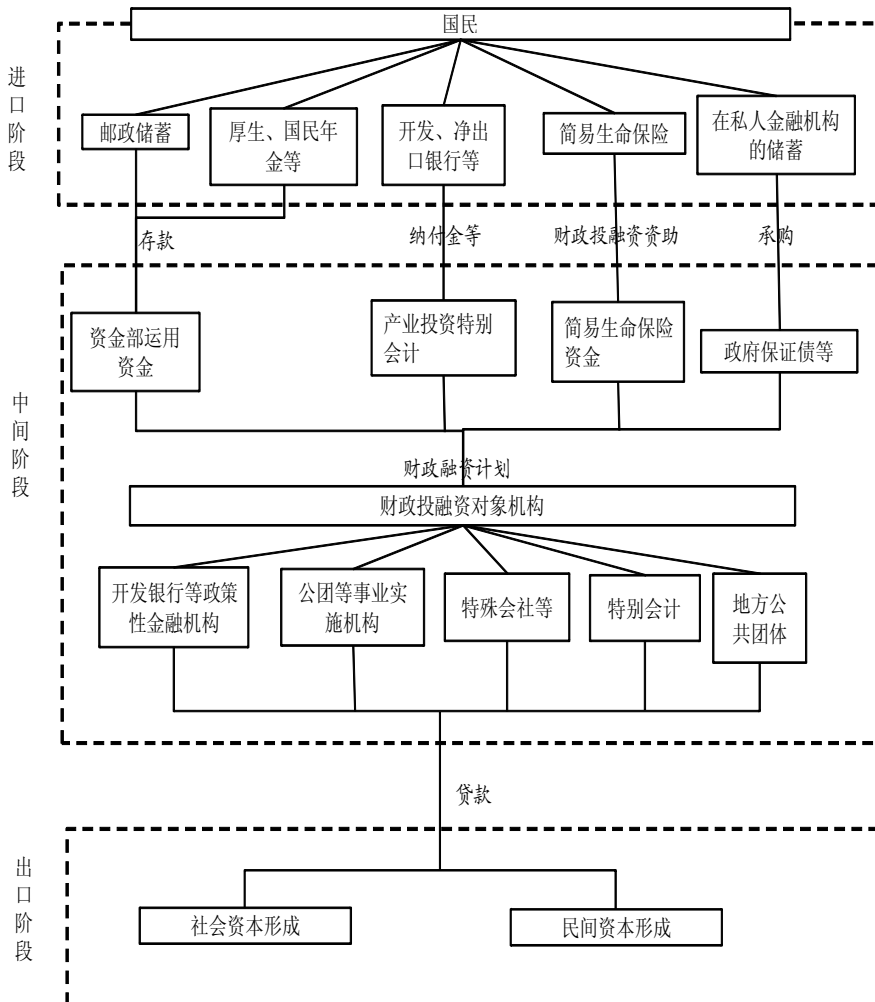 国民
进口阶段
邮政储蓄
厚生、国民年
金等
开发、净出
口银行等
简易生命保险
在私人金融机构
的储蓄
存款
纳付金等
财政投融资资助
承购
中间阶段
资金部运用
资金
产业投资特别
会计
简易生命保险
资金
政府保证债等
财政融资计划
财政投融资对象机构
开发银行等政策
性金融机构
公团等事业实
施机构
特殊会社等
特别会计
地方公
共团体
贷款
出口阶段
社会资本形成
民间资本形成